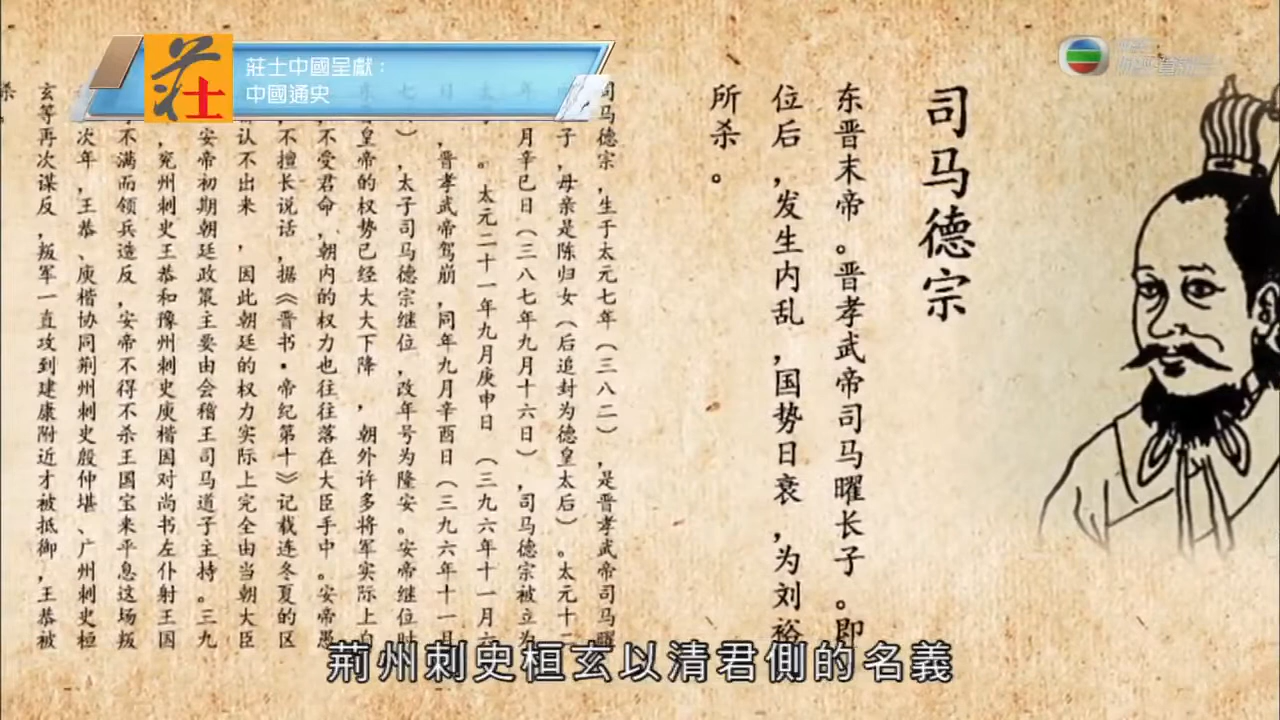 莊士
莊士中國呈獻：
中國通史
司马德宗
东晋末帝。晋孝武帝司马曜长子。即
位后,发生内乱,国势日衰,为刘裕
所杀。
司马德宗,生于太元七年(三八二),是晋孝武帝司马曜
子,母亲是陈归女(后追封为德皇太后)。太元十二
月辛巳日(三八七年九月十六日),司马德宗被立为
。太元二十一年九月庚申日 (三九六年十一月六
,晋孝武帝驾崩,同年九月辛酉日(三九六年十一月
),太子司马德宗继位,改年号为隆安。安帝继位时
皇帝的权势已经大大下降 ,朝外许多将军实际上自
不受君命,朝内的权力也往往落在大臣手中。安帝愚
不擅长说话,据《晋书·帝纪第十》记载连冬夏的区
认不出来 ,因此朝廷的权力实际上完全由当朝大臣
安帝初期朝廷政策主要由会稽王司马道子主持。三九
,兖州刺史王恭和豫州刺史庾楷国对尚书左仆射王国
不满而领兵造反,安帝不得不杀王国宝来平息这场叛
次年,王恭、庾楷协同荆州刺史殷仲堪、广州刺史桓
玄等再次谋反,叛军一直攻到建康附近才被抵御,王恭被
杀。
荊州刺史桓玄以清君側的名義